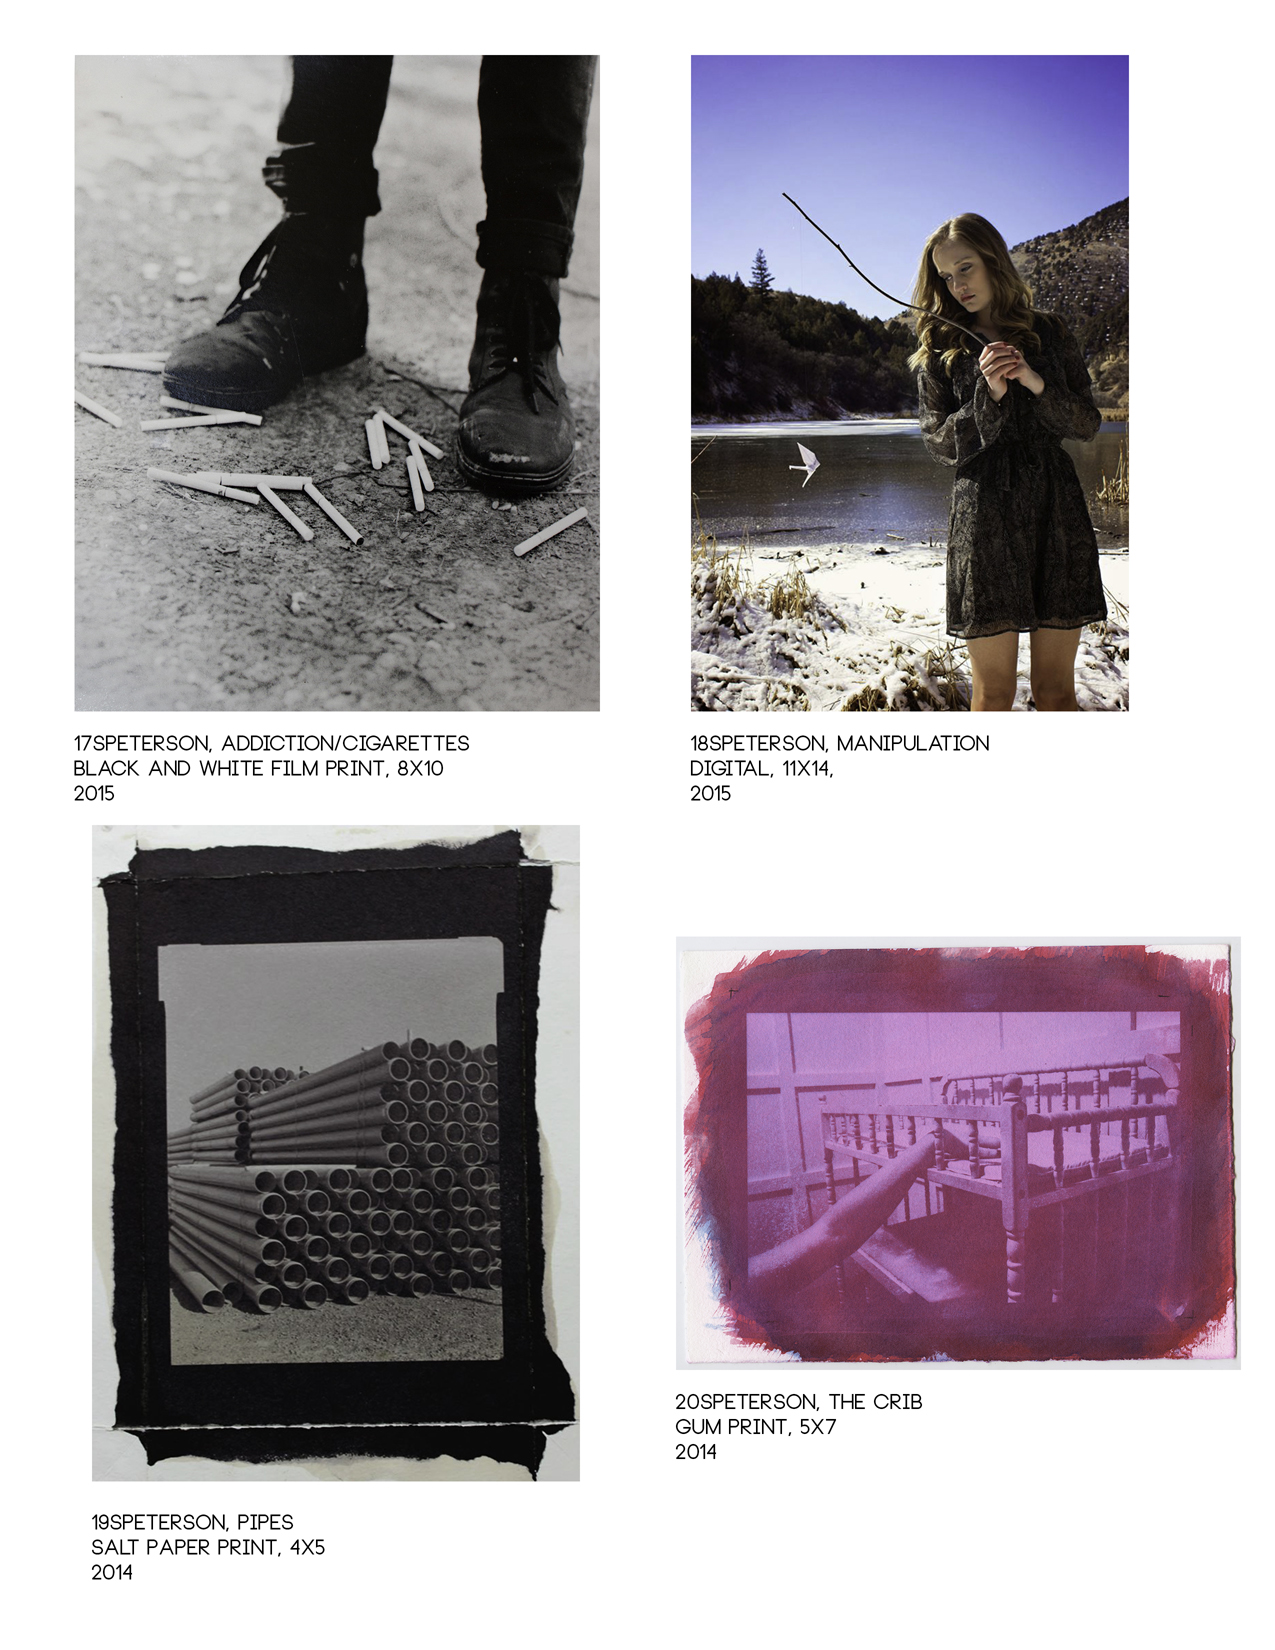 17SPETERSON, ADDICTION/CIGARETTES
BLACK AND WHITE FILM PRINT, 8X10
2015
18SPETERSON, MANIPULATION
DIGITAL, 11X14,
2015
19SPETERSON, PIPES
SALT PAPER PRINT, 4X5
2014
20SPETERSON, THE CRIB
GUM PRINT, 5X7
2014